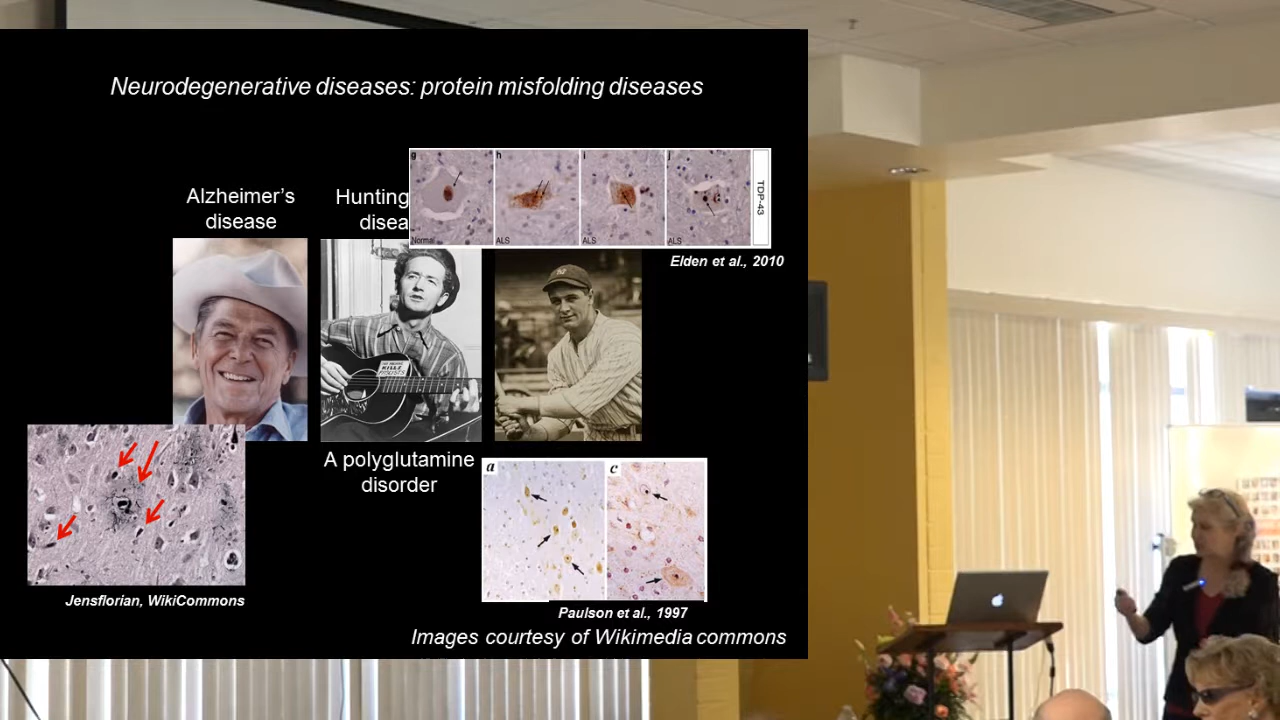 Neurodegenerative diseases: protein misfolding diseases
Alzheimer's
disease
Hunting
disea
g
h
i
j
Normal
ALS
ALS
ALS
TDP-43
Elden et al., 2010
A polyglutamine
disorder
a
c
Jensflorian, WikiCommons
Paulson et al., 1997
Images courtesy of Wikimedia commons